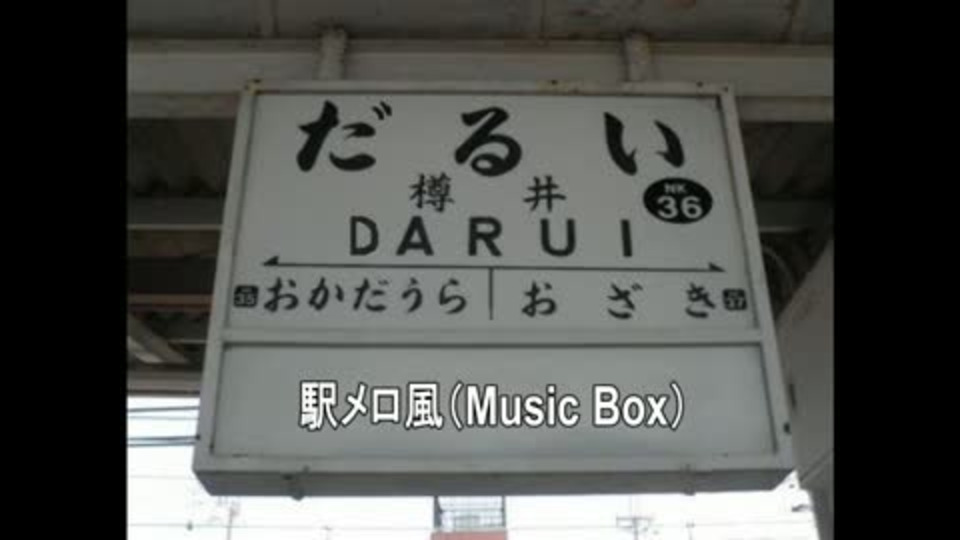 だるい
樽井
NK
36
DARUI
35 おかだうら おざき 37
駅メロ風（Music Box）